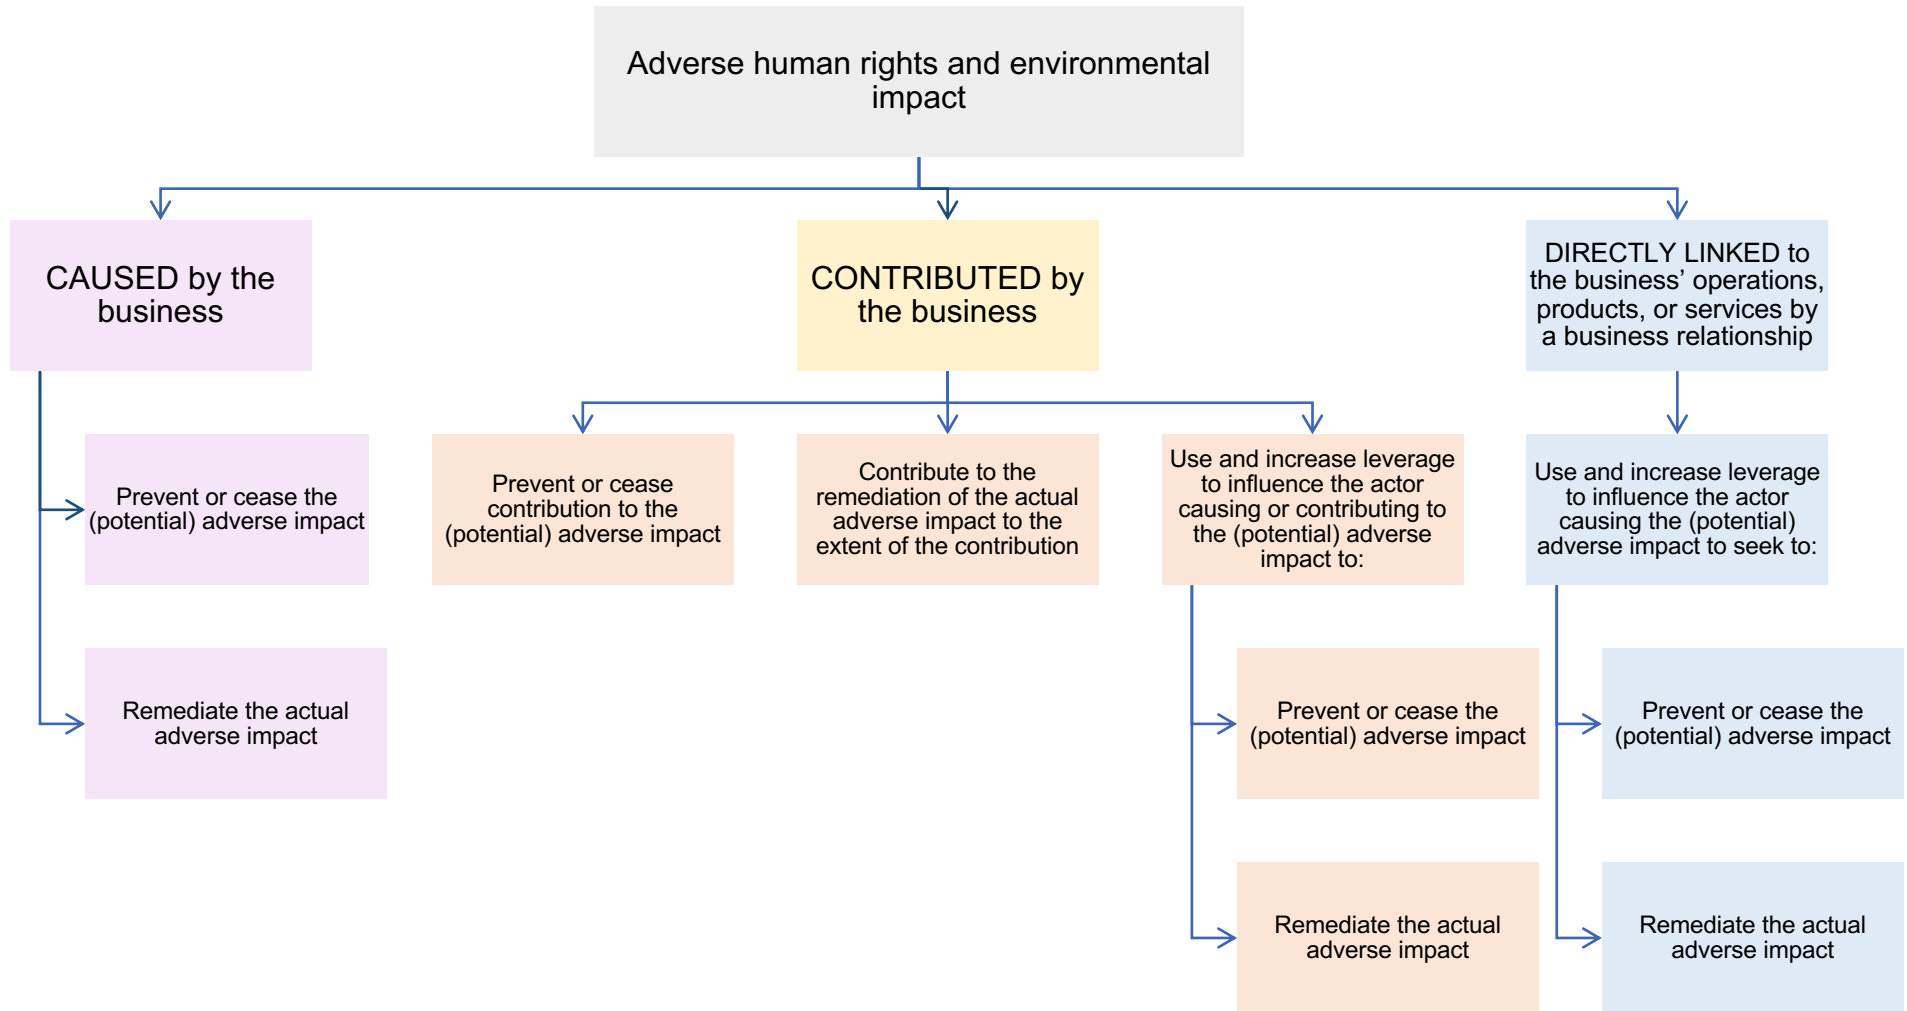 Adverse human rights and environmental
impact
CAUSED by the
business
CONTRIBUTED by
the business
DIRECTLY LINKED to
the business’ operations,
products, or services by
a business relationship
Prevent or cease the
(potential) adverse impact
Prevent or cease
contribution to the
(potential) adverse impact
Contribute to the
remediation of the actual
adverse impact to the
extent of the contribution
Use and increase leverage
to influence the actor
causing or contributing to
the (potential) adverse
impact to:
Use and increase leverage
to influence the actor
causing the (potential)
adverse impact to seek to:
Remediate the actual
adverse impact
Prevent or cease the
(potential) adverse impact
Prevent or cease the
(potential) adverse impact
Remediate the actual
adverse impact
Remediate the actual
adverse impact